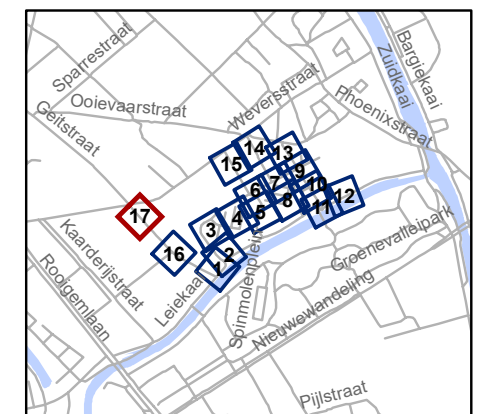 Sparrestraat
Bargiekaai
Zuidkaai
Weversstraat
Ooievaarstraat
Phoenixstraat
Geitstraat
14
13
15
9
7
10
6
12
8
11
5
4
17
3
Groenevalleipark
16
2
1
Kaarderijstraat
Leiekaai
Spinmolenplein
Rooigemlaan
Nieuwewandeling
Pijlstraat